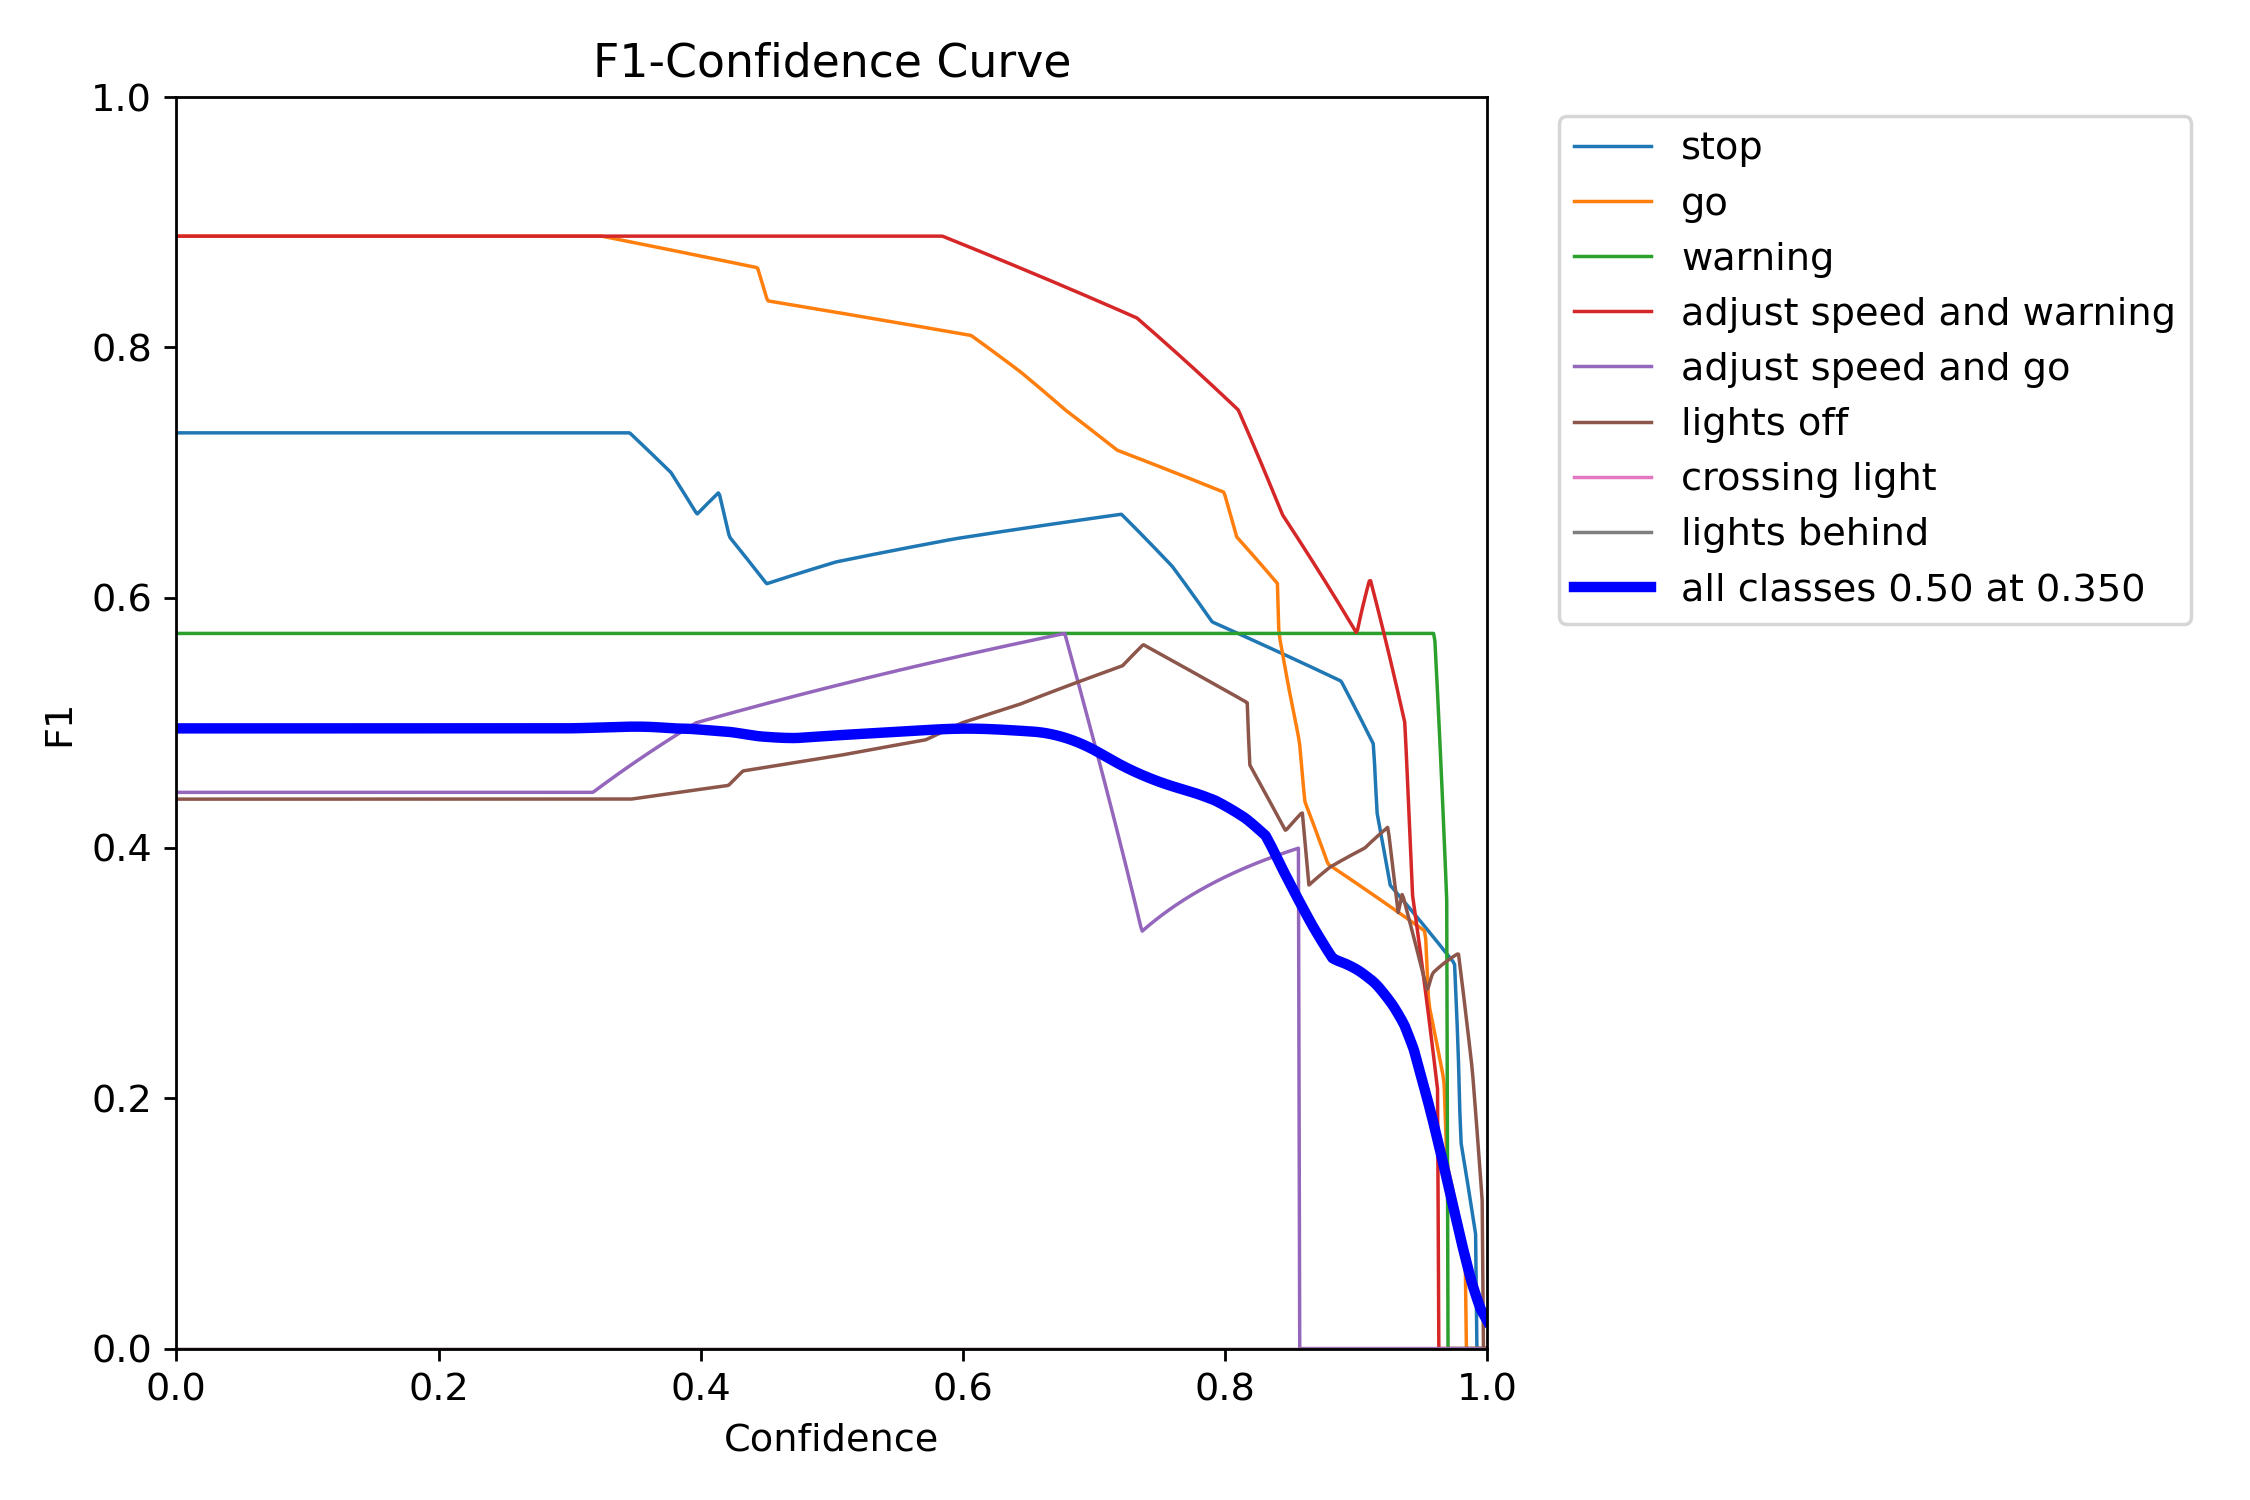 F1-Confidence Curve
1.0
0.8
0.6
0.4
0.2
0.0
F1
0.0 0.2 0.4 0.6 0.8 1.0
Confidence
stop
go
warning
adjust speed and warning
adjust speed and go
lights off
crossing light
lights behind
all classes 0.50 at 0.350